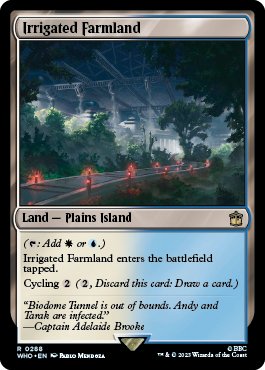 Irrigated Farmland
Land — Plains Island
(: Add or .)
Irrigated Farmland enters the battlefield
tapped.
Cycling 2 (2, Discard this card: Draw a card.)
“Biodome Tunnel is out of bounds. Andy and
Tarak are infected.”
—Captain Adelaide Brooke
R 0288
WHO • EN Pablo Mendoza
© BBC
™ & © 2023 Wizards of the Coast